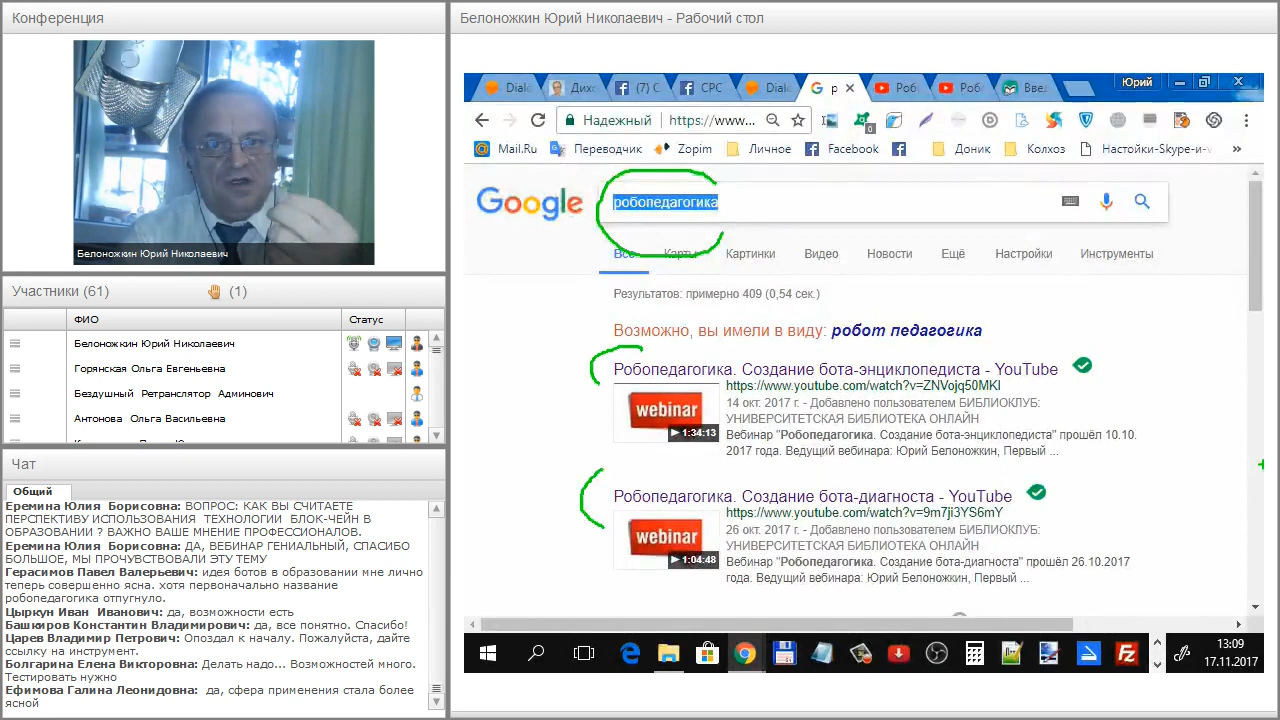 Конференция
Белоножкин Юрий Николаевич
Участники (61)
(1)
ФИО
Статус
Белоножкин Юрий Николаевич
Горянская Ольга Евгеньевна
Бездушный Ретранслятор Админович
Антонова Ольга Васильевна
Чат
Общий
Еремина Юлия Борисовна: ВОПРОС: КАК ВЫ СЧИТАЕТЕ
ПЕРСПЕКТИВУ ИСПОЛЬЗОВАНИЯ ТЕХНОЛОГИИ БЛОК-ЧЕЙН В
ОБРАЗОВАНИИ ? ВАЖНО ВАШЕ МНЕНИЕ ПРОФЕССИОНАЛОВ.
Еремина Юлия Борисовна: ДА, ВЕБИНАР ГЕНИАЛЬНЫЙ, СПАСИБО
БОЛЬШОЕ, МЫ ПРОЧУВСТВОВАЛИ ЭТУ ТЕМУ
Герасимов Павел Валерьевич: идея ботов в образовании мне лично
теперь совершенно ясна. хотя первоначально название
робопедагогика отпугнуло.
Цыркун Иван Иванович: да, возможности есть
Башкиров Константин Владимирович: да, все понятно. Спасибо!
Царев Владимир Петрович: Опоздал к началу. Пожалуйста, дайте
ссылку на инструмент.
Болгарина Елена Викторовна: Делать надо... Возможностей много.
Тестировать нужно
Ефимова Галина Леонидовна: да, сфера применения стала более
ясной
Белоножкин Юрий Николаевич - Рабочий стол
Dialo
Дихо
(7) С
СРС
Dialo
р
Роб
Роб
Ввел
Юрий
Надежный
https://www...
0
Mail.Ru
Переводчик
Zopim
Личное
Facebook
Доник
Колхоз
Настойки-Skype-и-
»
Google
робопедагогика
Все
Карты
Картинки
Видео
Новости
Ещё
Настройки
Инструменты
Результатов: примерно 409 (0,54 сек.)
Возможно, вы имели в виду: робот педагогика
Робопедагогика. Создание бота-энциклопедиста - YouTube
https://www.youtube.com/watch?v=ZNVojq50MKI
webinar
1:34:13
14 окт. 2017 г. - Добавлено пользователем БИБЛИОКЛУБ:
УНИВЕРСИТЕТСКАЯ БИБЛИОТЕКА ОНЛАЙН
Вебинар "Робопедагогика. Создание бота-энциклопедиста" прошёл 10.10.
2017 года. Ведущий вебинара: Юрий Белоножкин, Первый ...
Робопедагогика. Создание бота-диагноста - YouTube
https://www.youtube.com/watch?v=9m7ji3YS6mY
webinar
1:04:48
26 окт. 2017 г. - Добавлено пользователем БИБЛИОКЛУБ:
УНИВЕРСИТЕТСКАЯ БИБЛИОТЕКА ОНЛАЙН
Вебинар "Робопедагогика. Создание бота-диагноста" прошёл 26.10.2017
года. Ведущий вебинара: Юрий Белоножкин, Первый ...
13:09
17.11.2017